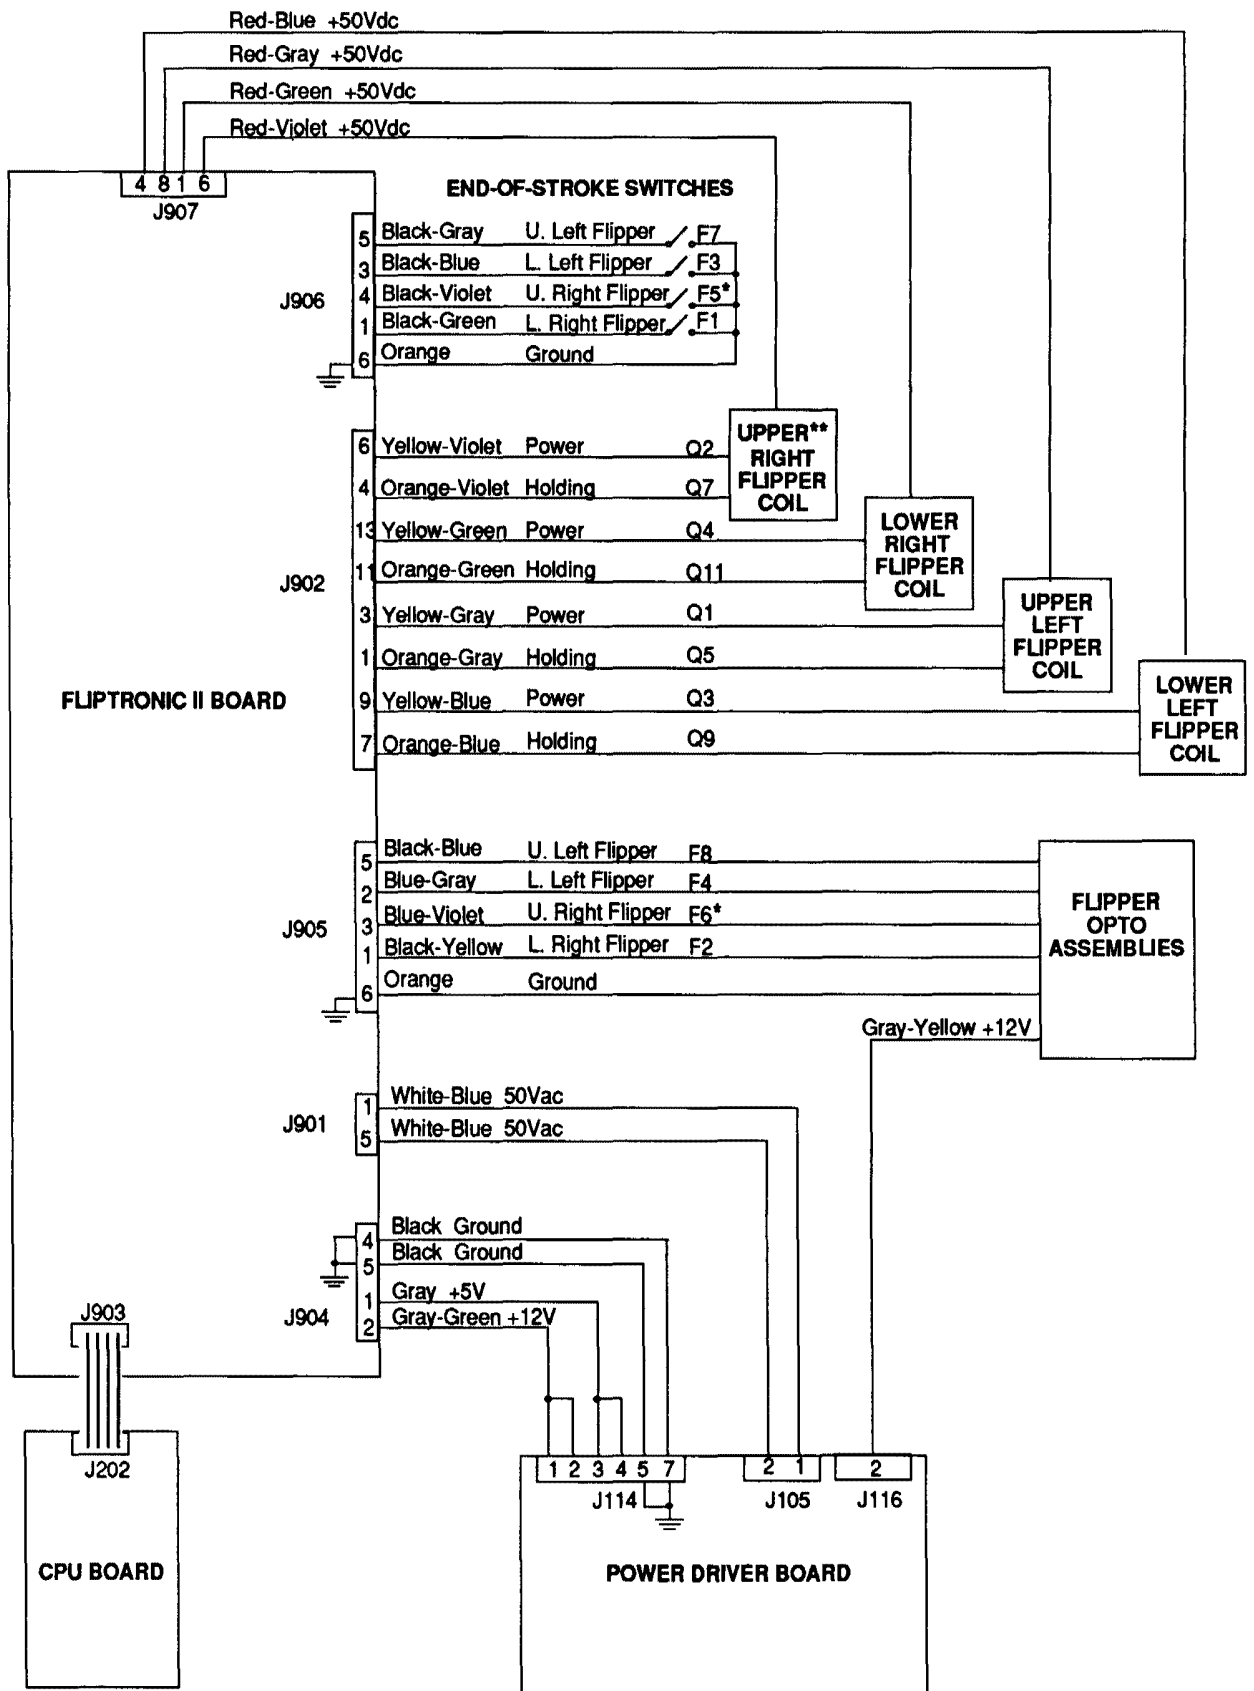 Red-Blue +50Vdc
Red-Gray +50Vdc
Red-Green +50Vdc
Red-Violet +50Vdc
4 8 1 6
J907
END-OF-STROKE SWITCHES
5 Black-Gray U. Left Flipper F7
3 Black-Blue L. Left Flipper F3
J906
4 Black-Violet U. Right Flipper F5*
1 Black-Green L. Right Flipper F1
6 Orange Ground
6 Yellow-Violet Power Q2
4 Orange-Violet Holding Q7
UPPER**
RIGHT
FLIPPER
COIL
13 Yellow-Green Power Q4
J902
11 Orange-Green Holding Q11
LOWER
RIGHT
FLIPPER
COIL
3 Yellow-Gray Power Q1
1 Orange-Gray Holding Q5
UPPER
LEFT
FLIPPER
COIL
FLIPTRONIC II BOARD
9 Yellow-Blue Power Q3
7 Orange-Blue Holding Q9
LOWER
LEFT
FLIPPER
COIL
5 Black-Blue U. Left Flipper F8
2 Blue-Gray L. Left Flipper F4
J905
3 Blue-Violet U. Right Flipper F6*
1 Black-Yellow L. Right Flipper F2
6 Orange Ground
FLIPPER
OPTO
ASSEMBLIES
Gray-Yellow +12V
J901
1 White-Blue 50Vac
5 White-Blue 50Vac
4 Black Ground
5 Black Ground
J904
1 Gray +5V
2 Gray-Green +12V
J903
J202
CPU BOARD
1 2 3 4 5 7
J114
2 1
J105
2
J116
POWER DRIVER BOARD